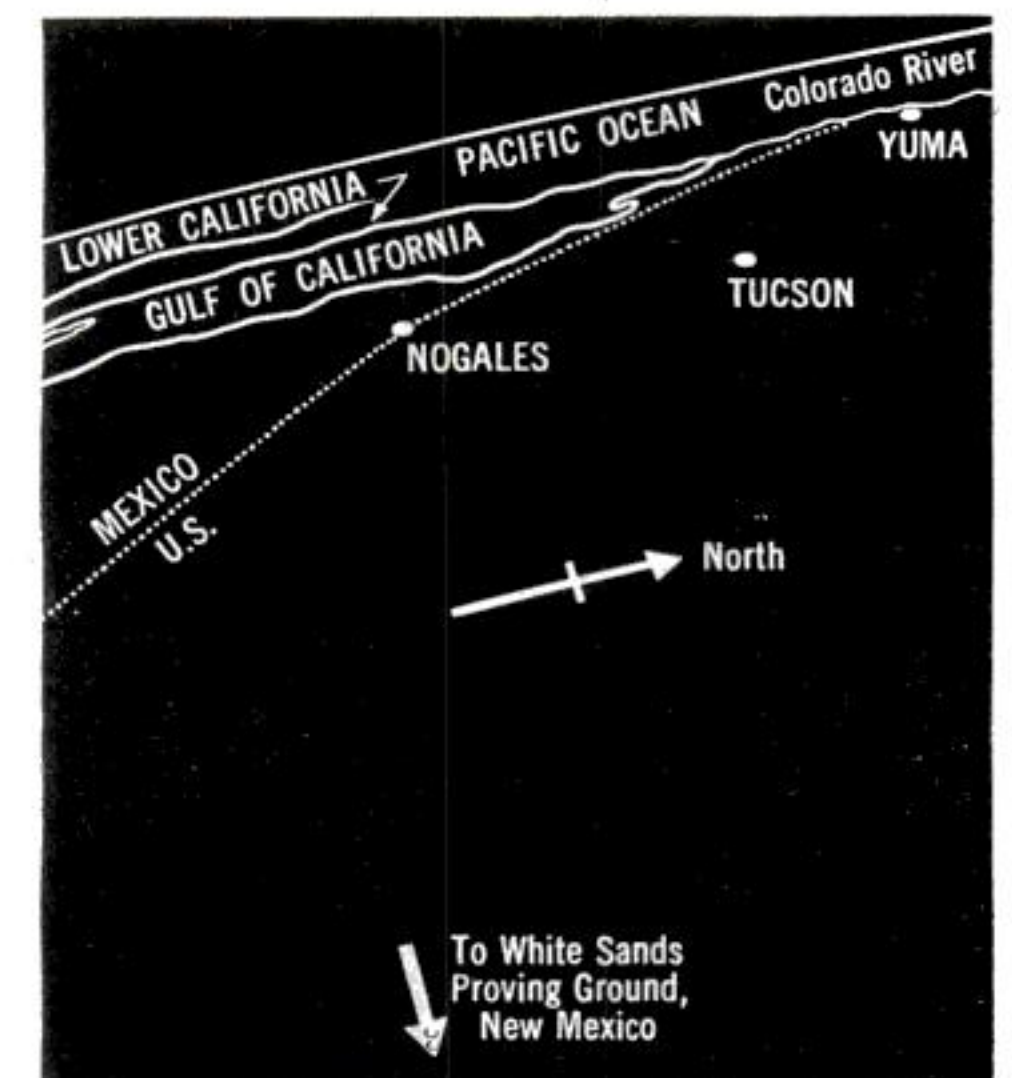 Colorado River
PACIFIC OCEAN
YUMA
LOWER CALIFORNIA
GULF OF CALIFORNIA
TUCSON
NOGALES
MEXICO
U.S.
North
To White Sands
Proving Ground,
New Mexico